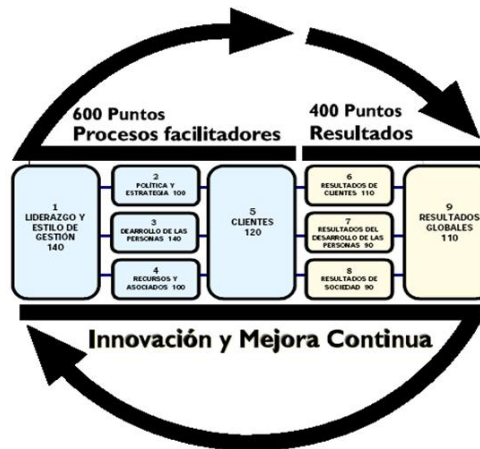 600 Puntos
Procesos facilitadores
400 Puntos
Resultados
1
LIDERAZGO Y
ESTILO DE
GESTIÓN
140
2
POLÍTICA Y
ESTRATEGIA 100
3
DEARROLLO DE LAS
PERSONAS 140
4
RECURSOS Y
ASOCIADOS 100
5
CLIENTES
120
6
RESULTADOS DE
CLIENTES 110
7
RESULTADOS DEL
DESARROLLO DE LAS
PERSONAS 90
8
RESULTADOS DE
SOCIEDAD 90
9
RESULTADOS
GLOBALES
110
Innovación y Mejora Continua